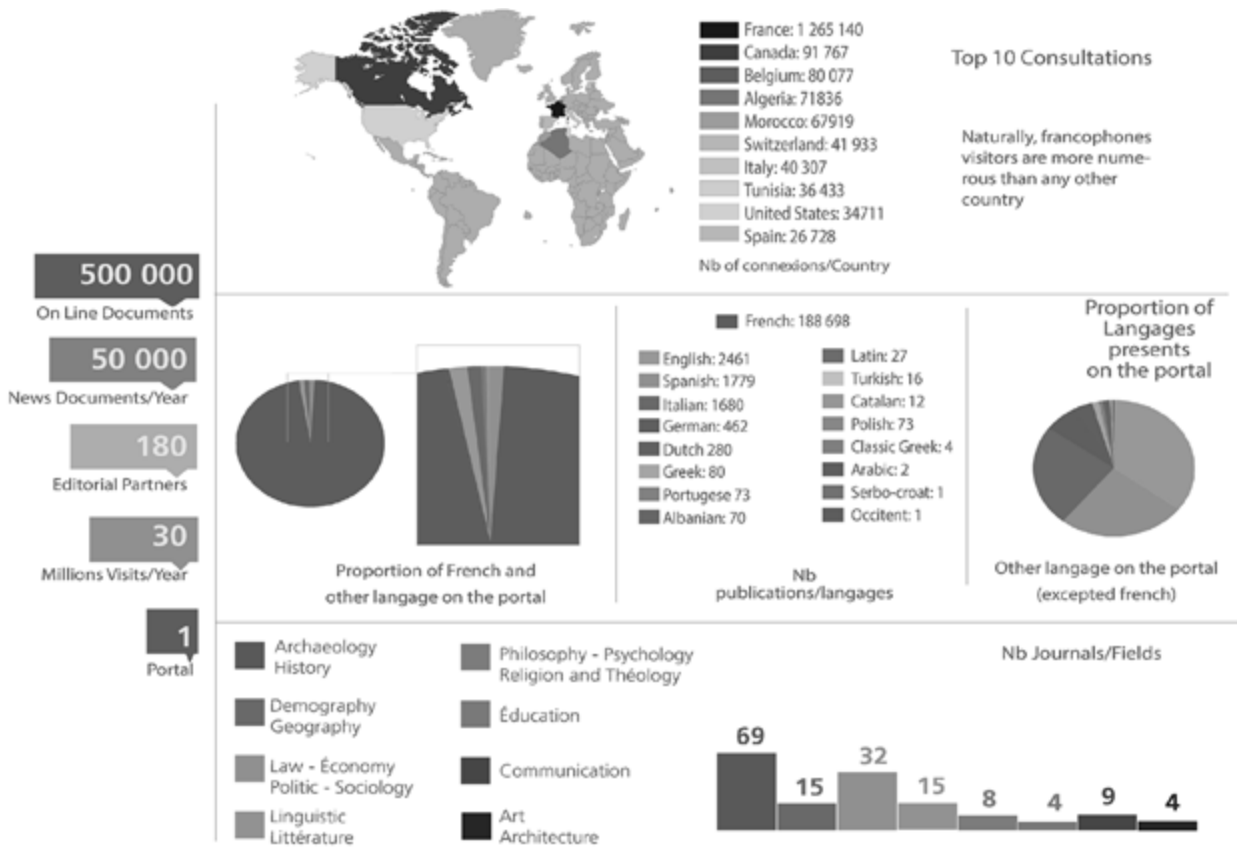 France: 1 265 140
Canada: 91 767
Belgium: 80 077
Algeria: 71836
Morocco: 67919
Switzerland: 41 933
Italy: 40 307
Tunisia: 36 433
United States: 34711
Spain: 26 728
Nb of connexions/Country
Top 10 Consultations
Naturally, francophones
visitors are more nume-
rous than any other
country
500 000
On Line Documents
50 000
News Documents/Year
180
Editorial Partners
30
Millions Visits/Year
1
Portal
Proportion of French and
other langage on the portal
French: 188 698
English: 2461
Spanish: 1779
Italian: 1680
German: 462
Dutch 280
Greek: 80
Portugese 73
Albanian: 70
Latin: 27
Turkish: 16
Catalan: 12
Polish: 73
Classic Greek: 4
Arabic: 2
Serbo-croat: 1
Occitent: 1
Nb
publications/langages
Proportion of
Langages
presents
on the portal
Other langage on the portal
(excepted french)
Archaeology
History
Demography
Geography
Law - Économy
Politic - Sociology
Linguistic
Littérature
Philosophy - Psychology
Religion and Théology
Éducation
Communication
Art
Architecture
Nb Journals/Fields
69
15
32
15
8
4
9
4